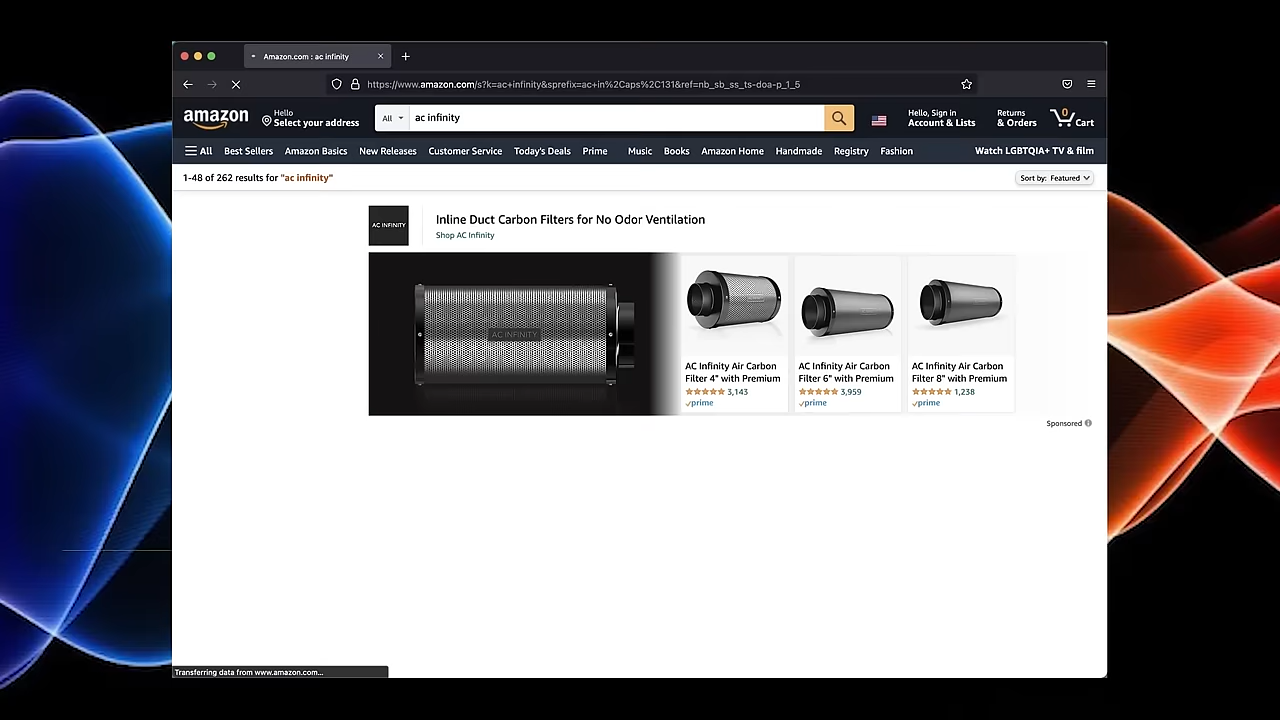 Amazon.com : ac infinity
https://www.amazon.com/s?k=ac+infinity&sprefix=ac+in%2Caps%2C131&ref=nb_sb_ss_ts-doa-p_1_5
amazon
Hello
Select your address
All
ac infinity
Hello, Sign in
Account & Lists
Returns
& Orders
0
Cart
All
Best Sellers
Amazon Basics
New Releases
Customer Service
Today's Deals
Prime
Music
Books
Amazon Home
Handmade
Registry
Fashion
Watch LGBTQIA+ TV & film
1-48 of 262 results for "ac infinity"
Sort by: Featured
AC INFINITY
Inline Duct Carbon Filters for No Odor Ventilation
Shop AC Infinity
AC INFINITY
AC Infinity Air Carbon
Filter 4" with Premium
3,143
prime
AC Infinity Air Carbon
Filter 6" with Premium
3,959
prime
AC Infinity Air Carbon
Filter 8" with Premium
1,238
prime
Sponsored
Transferring data from www.amazon.com...